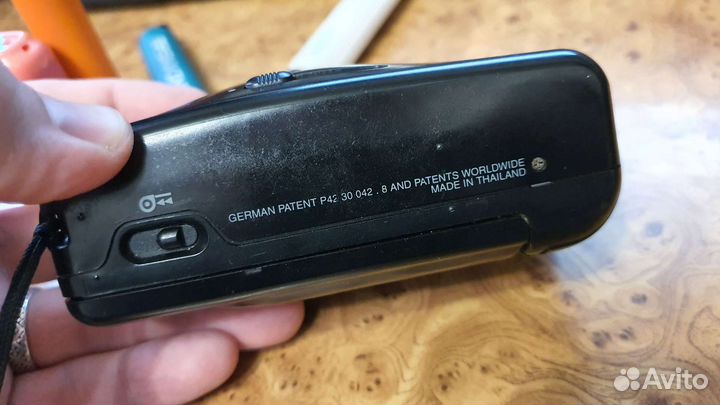 GERMAN PATENT P42 30 042 . 8 AND PATENTS WORLDWIDE
MADE IN THAILAND
Avito